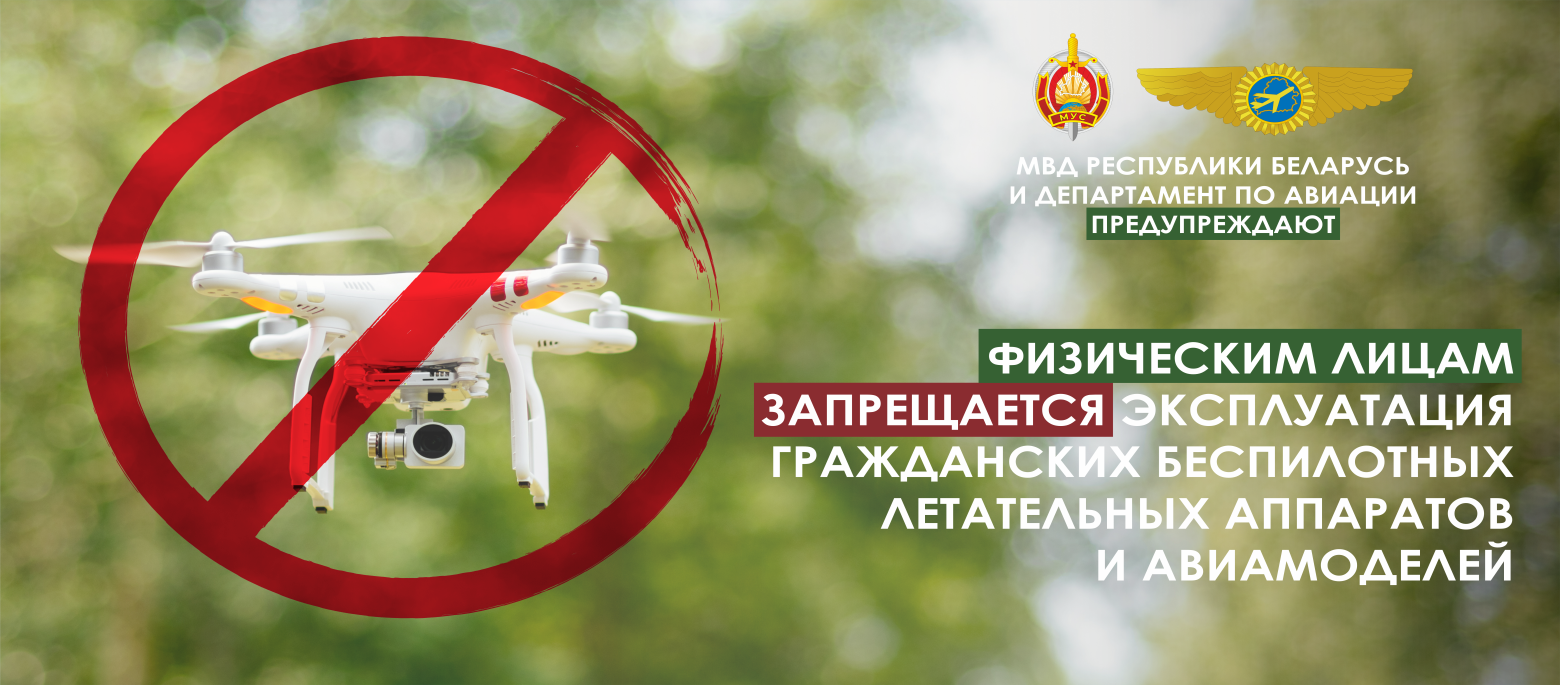 МУС
МВД РЕСПУБЛИКИ БЕЛАРУСЬ
И ДЕПАРТАМЕНТ ПО АВИАЦИИ
ПРЕДУПРЕЖДАЮТ
ФИЗИЧЕСКИМ ЛИЦАМ
ЗАПРЕЩАЕТСЯ ЭКСПЛУАТАЦИЯ
ГРАЖДАНСКИХ БЕСПИЛОТНЫХ
ЛЕТАТЕЛЬНЫХ АППАРАТОВ
И АВИАМОДЕЛЕЙ